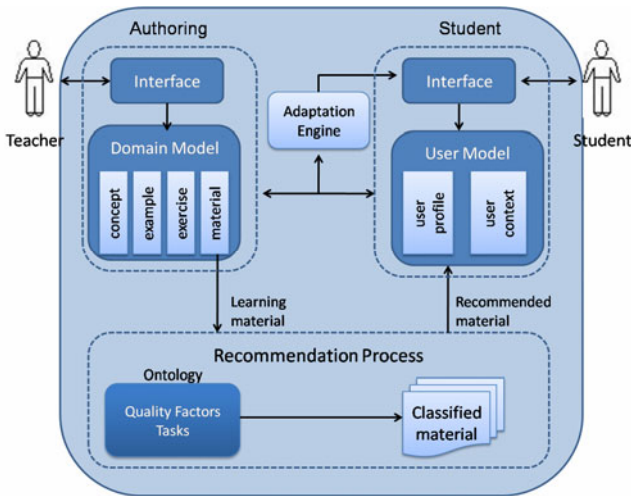 Authoring
Student
Interface
Interface
Adaptation
Engine
Teacher
Student
Domain Model
User Model
concept
example
exercise
material
user
profile
user
context
Learning
material
Recommended
material
Recommendation Process
Ontology
Quality Factors
Tasks
Classified
material